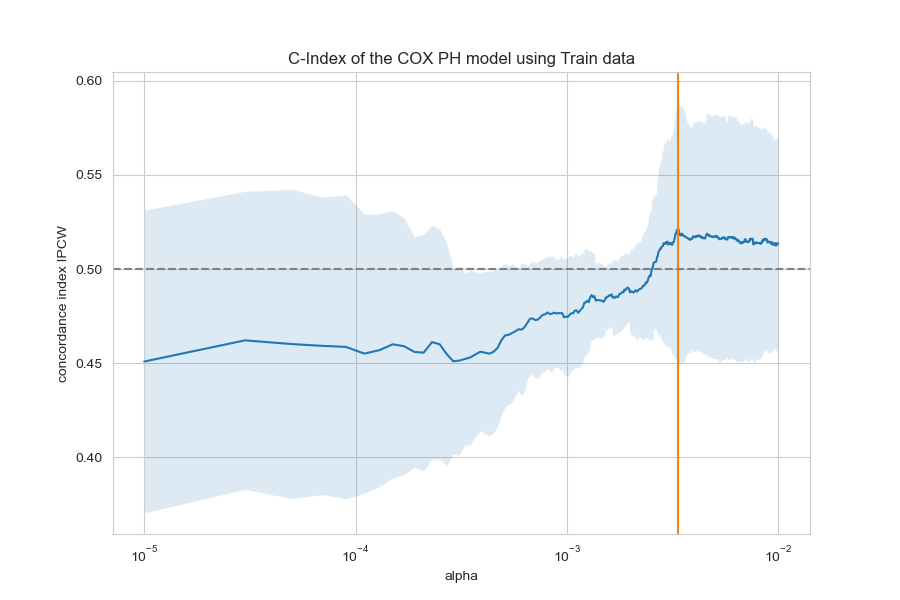 C-Index of the COX PH model using Train data
concordance index IPCW
0.60
0.55
0.50
0.45
0.40
10⁻⁵ 10⁻⁴ 10⁻³ 10⁻²
alpha